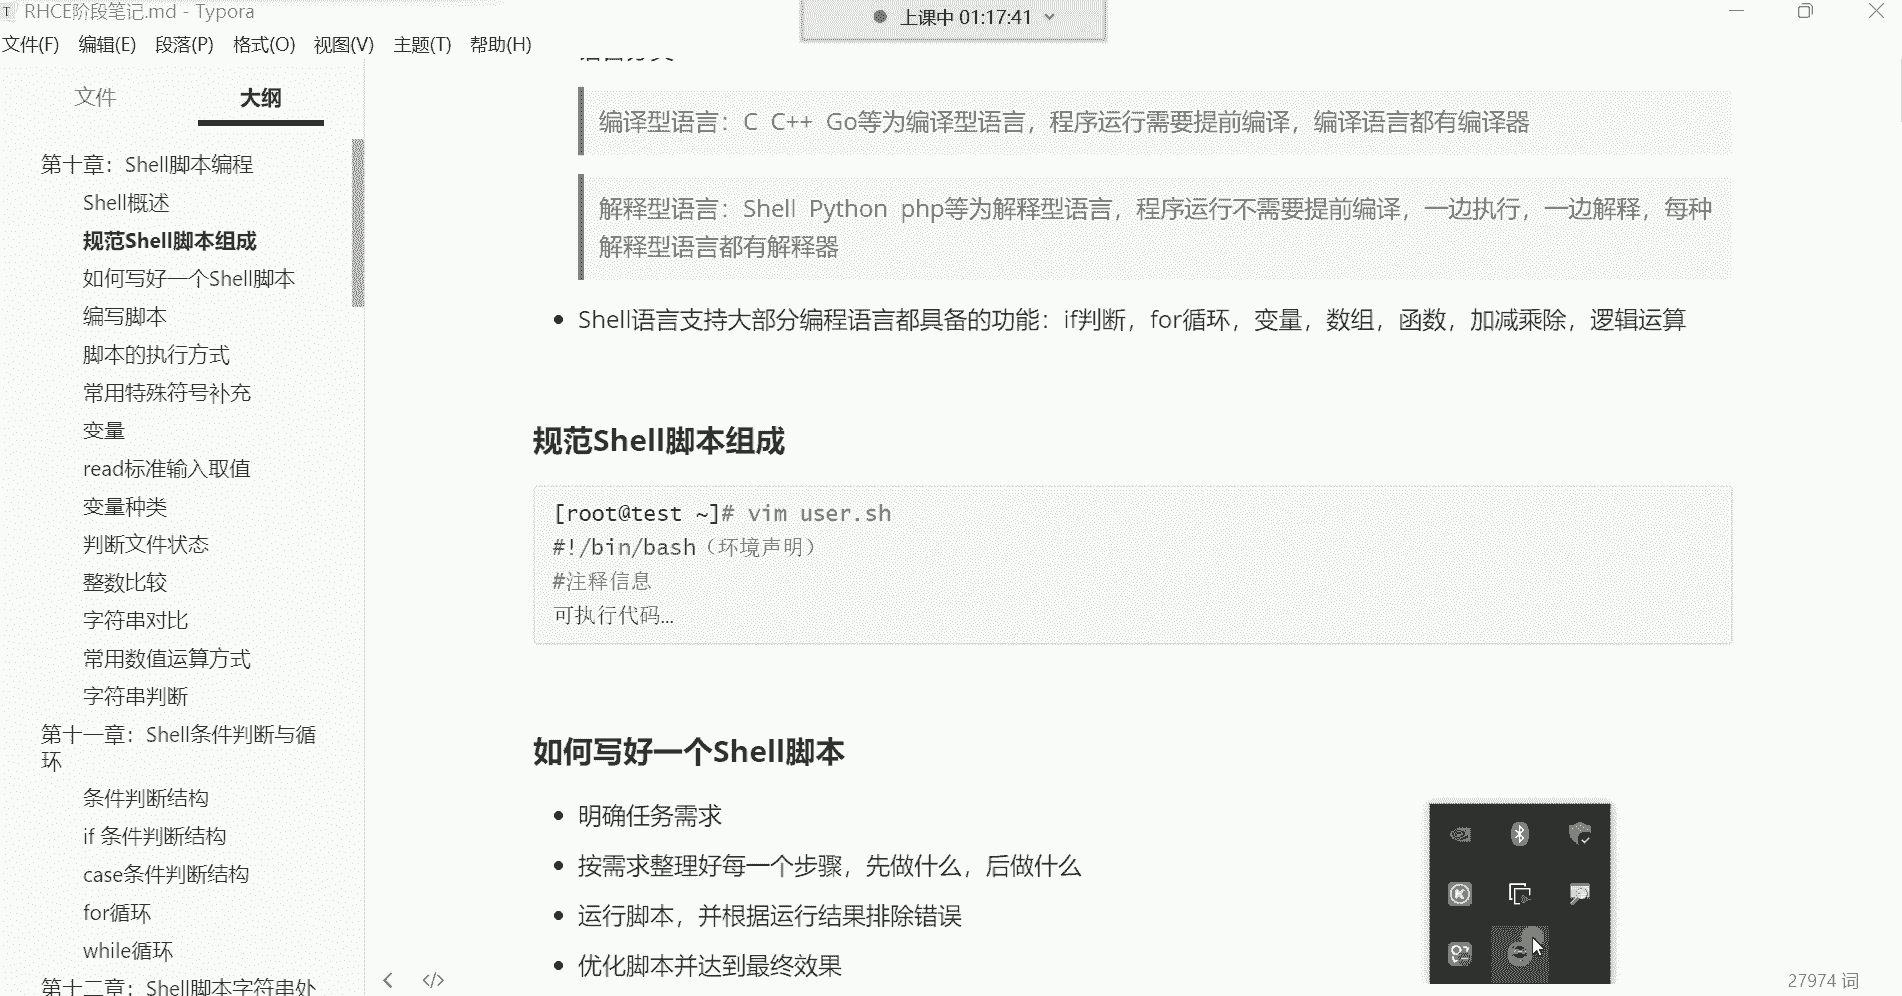 RHCE阶段笔记.md - Typora
上课中 01:17:41
文件(F) 编辑(E) 段落(P) 格式(O) 视图(V) 主题(T) 帮助(H)
文件 大纲
第十章：Shell脚本编程
Shell概述
规范Shell脚本组成
如何写好一个Shell脚本
编写脚本
脚本的执行方式
常用特殊符号补充
变量
read标准输入取值
变量种类
判断文件状态
整数比较
字符串对比
常用数值运算方式
字符串判断
第十一章：Shell条件判断与循
环
条件判断结构
if 条件判断结构
case条件判断结构
for循环
while循环
第十二章：Shell脚本字符串处
编译型语言：C C++ Go等为编译型语言，程序运行需要提前编译，编译语言都有编译器
解释型语言：Shell Python php等为解释型语言，程序运行不需要提前编译，一边执行，一边解释，每种
解释型语言都有解释器
Shell语言支持大部分编程语言都具备的功能：if判断，for循环，变量，数组，函数，加减乘除，逻辑运算
规范Shell脚本组成
[root@test ~]# vim user.sh
#!/bin/bash（环境声明）
#注释信息
可执行代码...
如何写好一个Shell脚本
明确任务需求
按需求整理好每一个步骤，先做什么，后做什么
运行脚本，并根据运行结果排除错误
优化脚本并达到最终效果
27974 词